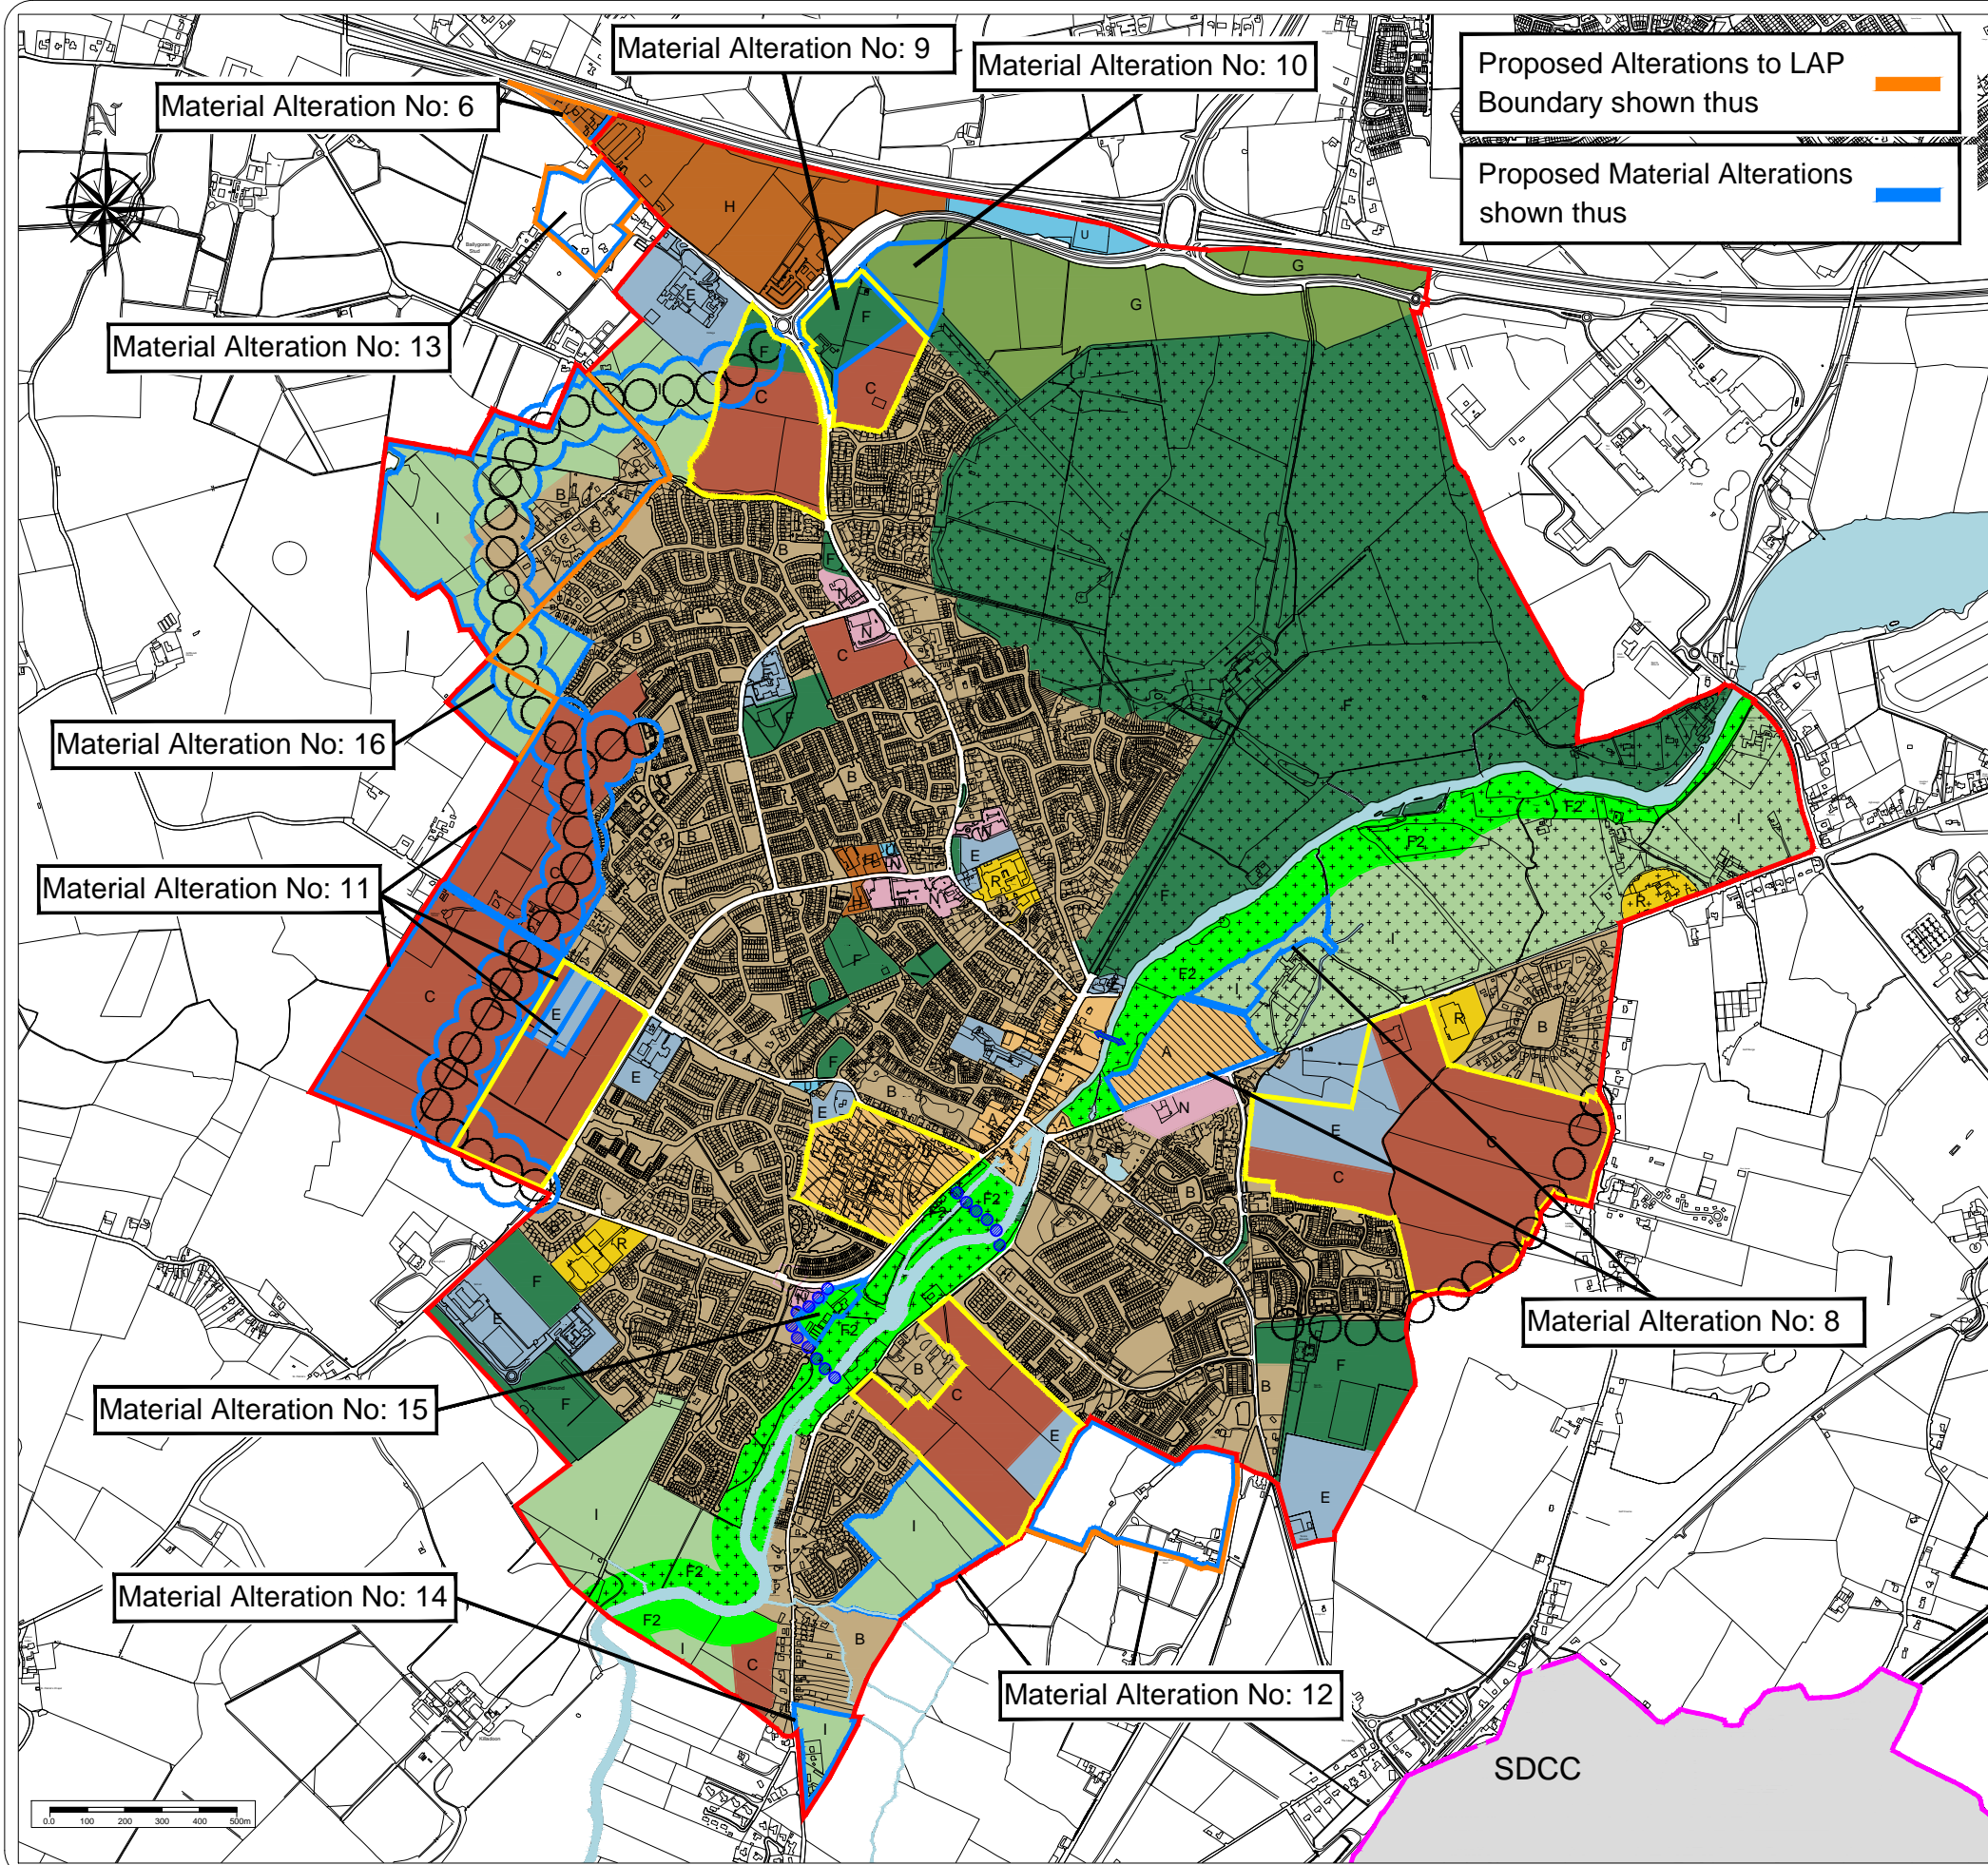 Material Alteration No: 9
Material Alteration No: 10
Proposed Alterations to LAP
Boundary shown thus
Material Alteration No: 6
Proposed Material Alterations
shown thus
H
U
G
G
E
F
Material Alteration No: 13
F
I
C
C
I
B
B
F
N
N
B
C
F
F
Material Alteration No: 16
C
B
B
F2
F2
I
Material Alteration No: 11
C
H
N
N
E
R
H
N
F
R
I
F
F2
I
C
E
E
A
R
B
E
F
B
E
A
N
E
C
C
B
A
B
B
F2
R
F
E
N
F2
Material Alteration No: 8
F
B
C
B
F
Material Alteration No: 15
F
E
B
I
I
E
F2
Material Alteration No: 14
F2
I
C
B
Material Alteration No: 12
I
SDCC
0.0 100 200 300 400 500m